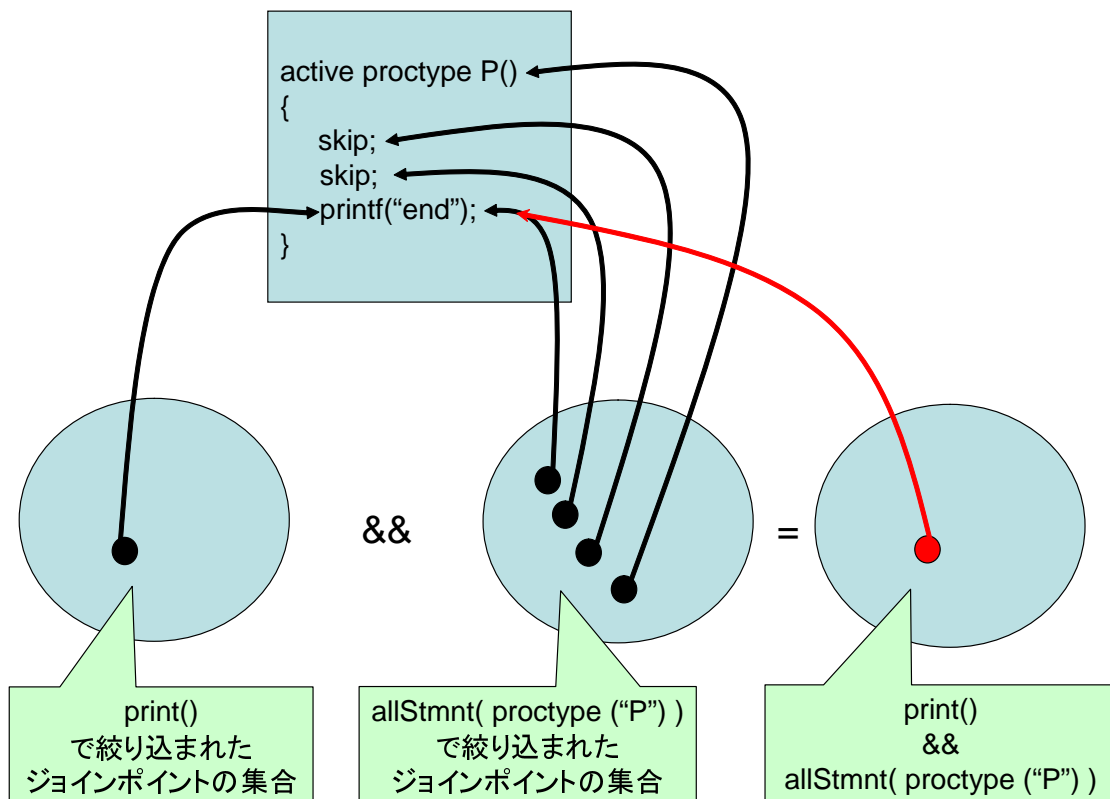 active proctype P()
{
skip;
skip;
printf(“end”);
}
&&
=
print()
で絞り込まれた
ジョインポイントの集合
allStmnt( proctype (“P”) )
で絞り込まれた
ジョインポイントの集合
print()
&&
allStmnt( proctype (“P”) )